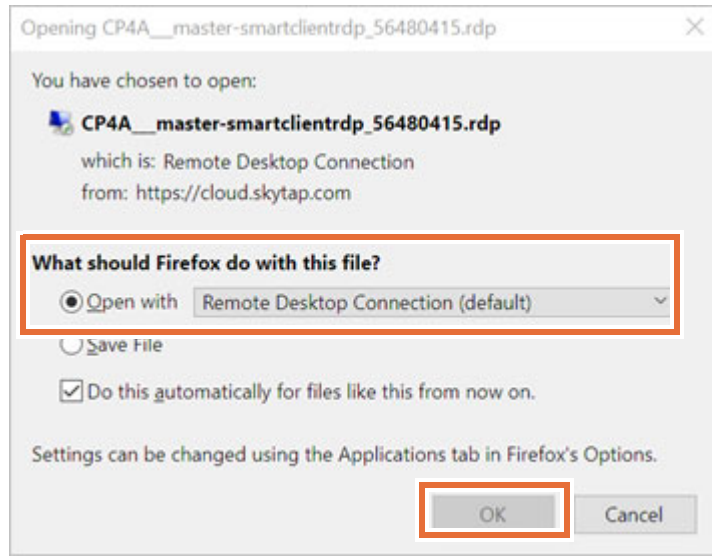 Opening CP4A__master-smartclientrdp_56480415.rdp
You have chosen to open:
CP4A__master-smartclientrdp_56480415.rdp
which is: Remote Desktop Connection
from: https://cloud.skytap.com
What should Firefox do with this file?
Open with Remote Desktop Connection (default)
Save File
Do this automatically for files like this from now on.
Settings can be changed using the Applications tab in Firefox's Options.
OK Cancel